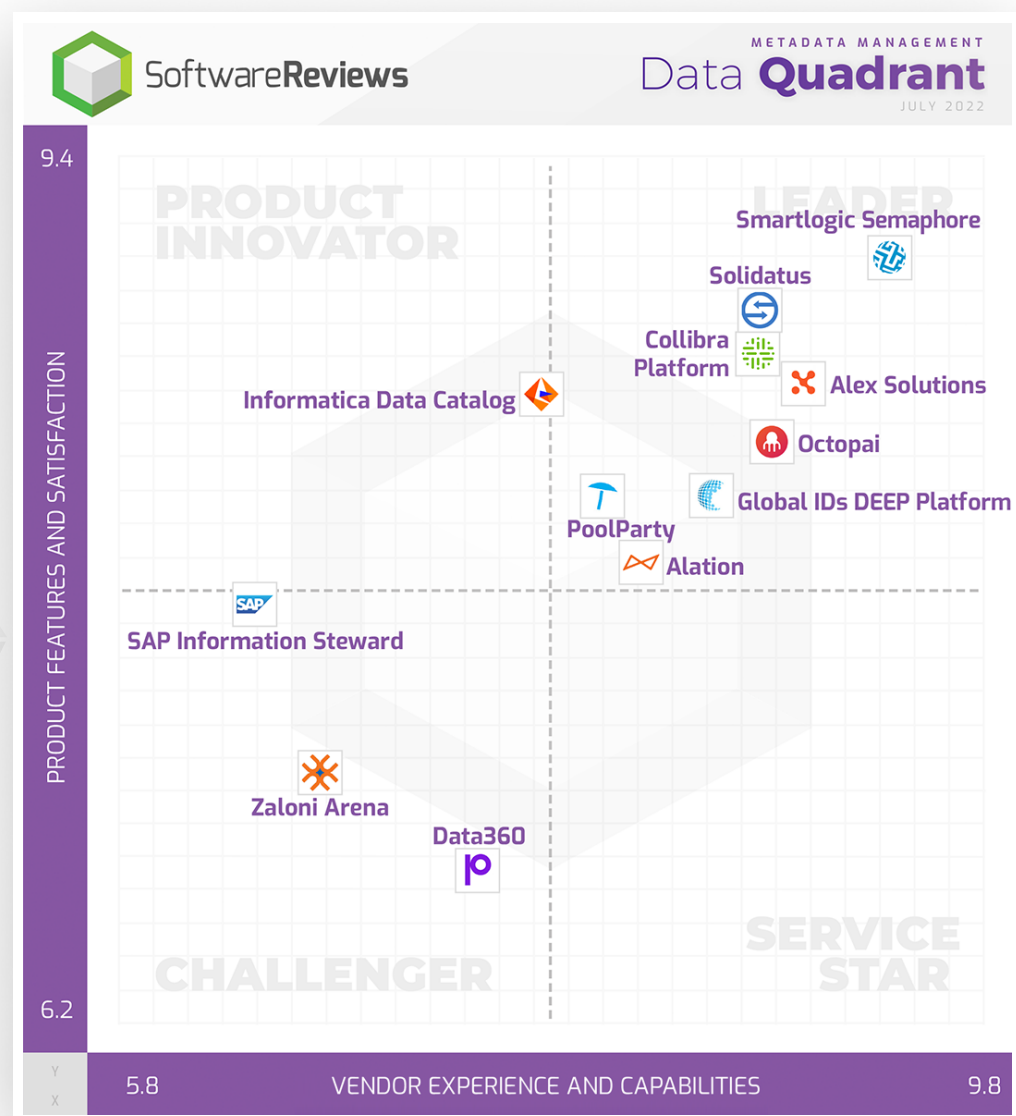 SoftwareReviews
METADATA MANAGEMENT
Data Quadrant
JULY 2022
9.4
PRODUCT
INNOVATOR
LEADER
Smartlogic Semaphore
Solidatus
Collibra
Platform
Alex Solutions
Informatica Data Catalog
Octopai
Global IDs DEEP Platform
PoolParty
Alation
PRODUCT FEATURES AND SATISFACTION
SAP
SAP Information Steward
Zaloni Arena
Data360
SERVICE
STAR
CHALLENGER
6.2
Y
X
5.8
VENDOR EXPERIENCE AND CAPABILITIES
9.8